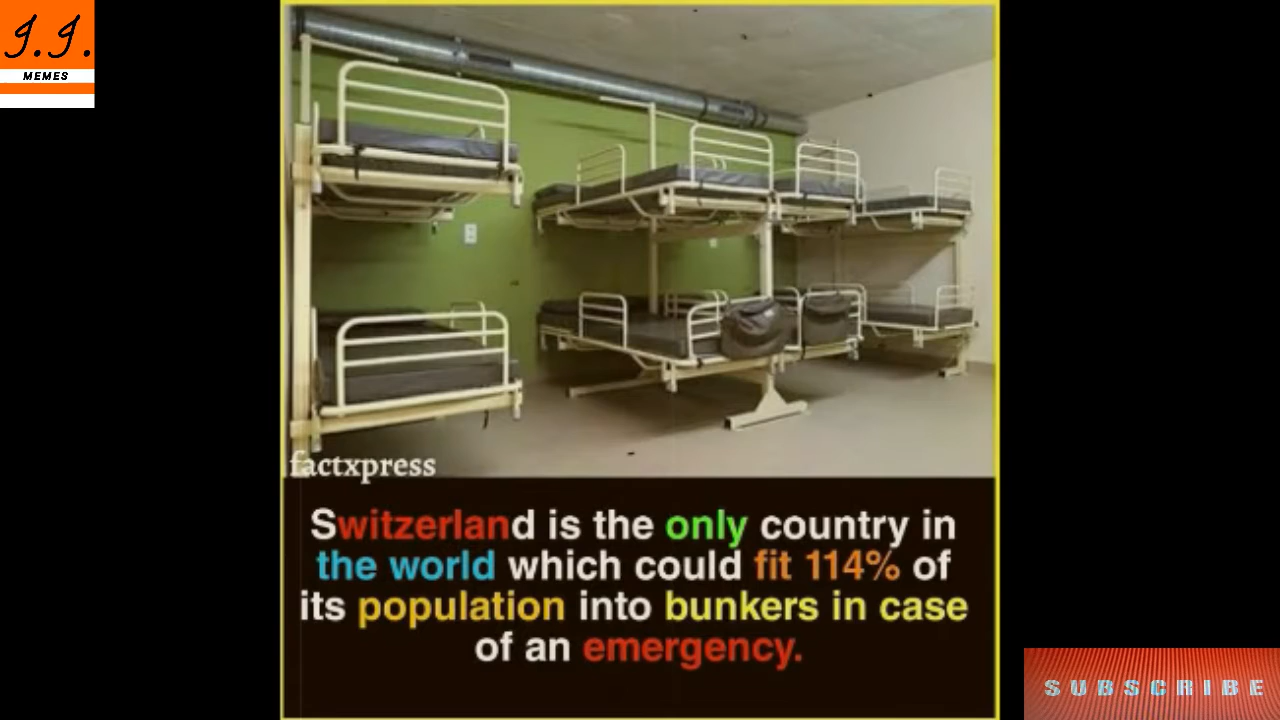 J.J.
MEMES
factxpress
Switzerland is the only country in
the world which could fit 114% of
its population into bunkers in case
of an emergency.
SUBSCRIBE